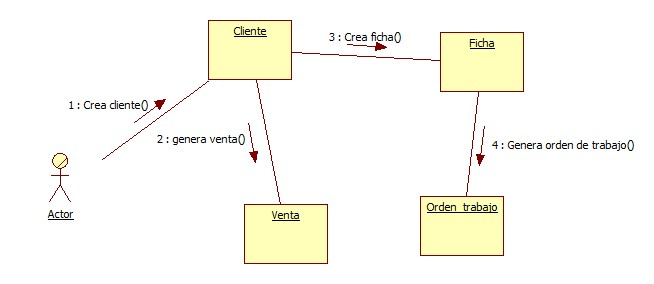 Cliente
3 : Crea ficha()
Ficha
1 : Crea cliente()
2 : genera venta()
4 : Genera orden de trabajo()
Actor
Venta
Orden_trabajo